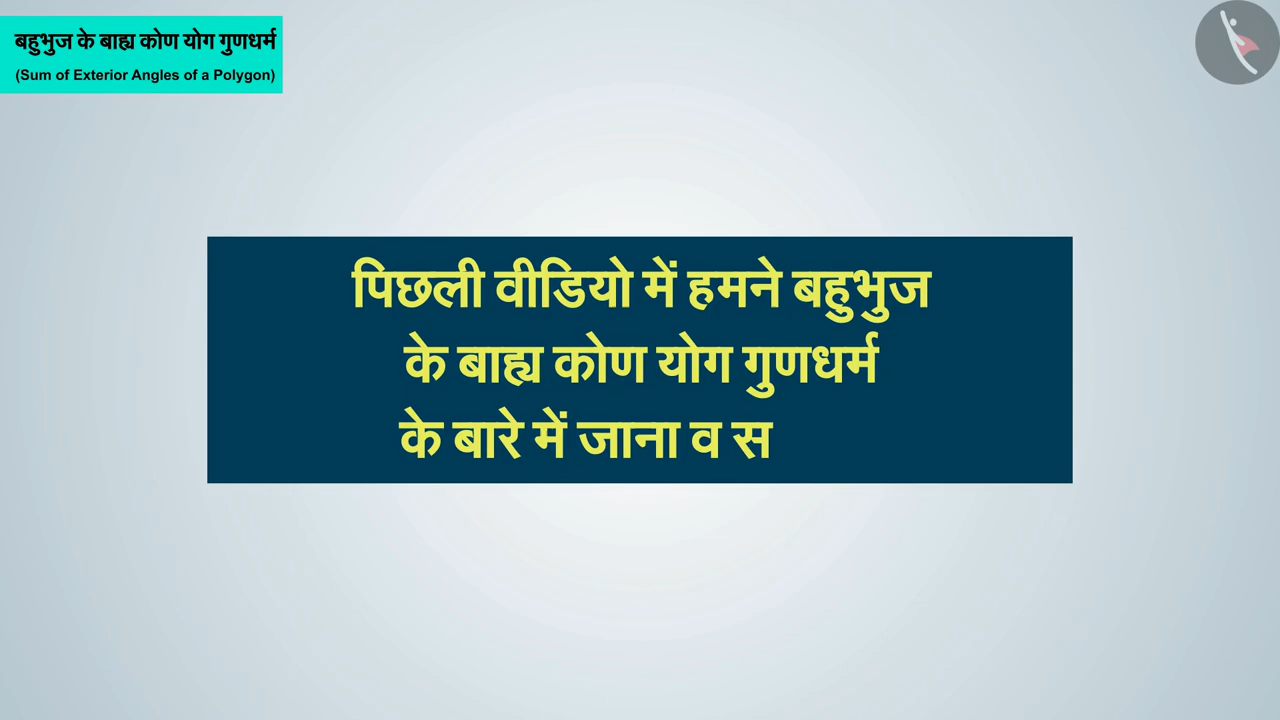 बहुभुज के बाह्य कोण योग गुणधर्म
(Sum of Exterior Angles of a Polygon)
पिछली वीडियो में हमने बहुभुज
के बाह्य कोण योग गुणधर्म
के बारे में जाना व स